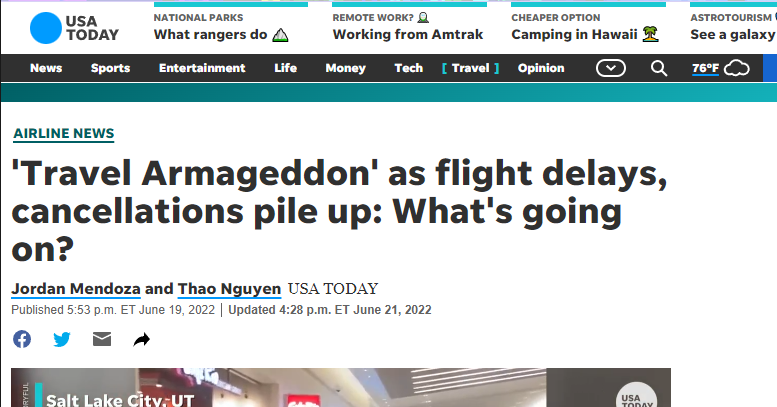 USA
TODAY
NATIONAL PARKS
What rangers do
REMOTE WORK?
Working from Amtrak
CHEAPER OPTION
Camping in Hawaii
ASTROTOURISM
See a galaxy
News Sports Entertainment Life Money Tech [ Travel ] Opinion 76°F
AIRLINE NEWS
'Travel Armageddon' as flight delays,
cancellations pile up: What's going
on?
Jordan Mendoza and Thao Nguyen USA TODAY
Published 5:53 p.m. ET June 19, 2022 | Updated 4:28 p.m. ET June 21, 2022
Salt Lake City, UT
USA
TODAY